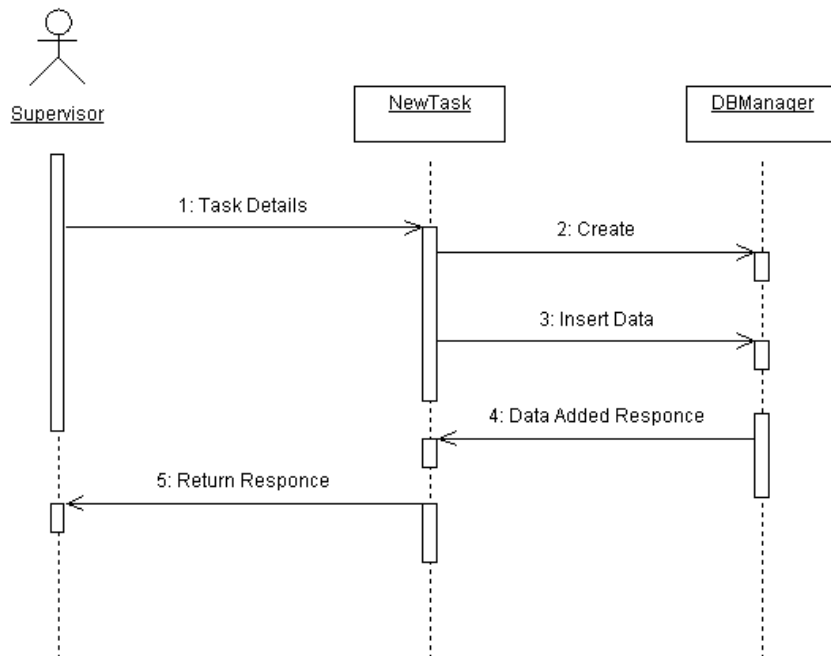 Supervisor
NewTask
DBManager
1: Task Details
2: Create
3: Insert Data
4: Data Added Responce
5: Return Responce